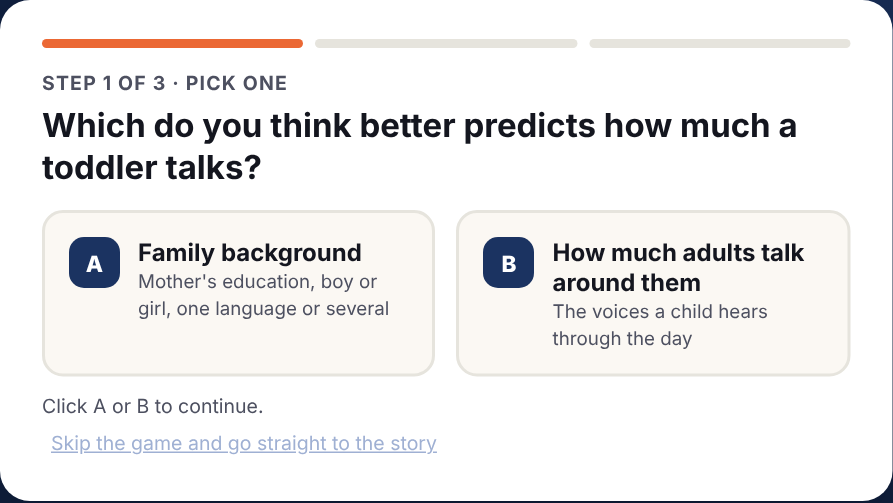 STEP 1 OF 3 · PICK ONE
Which do you think better predicts how much a
toddler talks?
A
Family background
Mother's education, boy or
girl, one language or several
B
How much adults talk
around them
The voices a child hears
through the day
Click A or B to continue.
Skip the game and go straight to the story